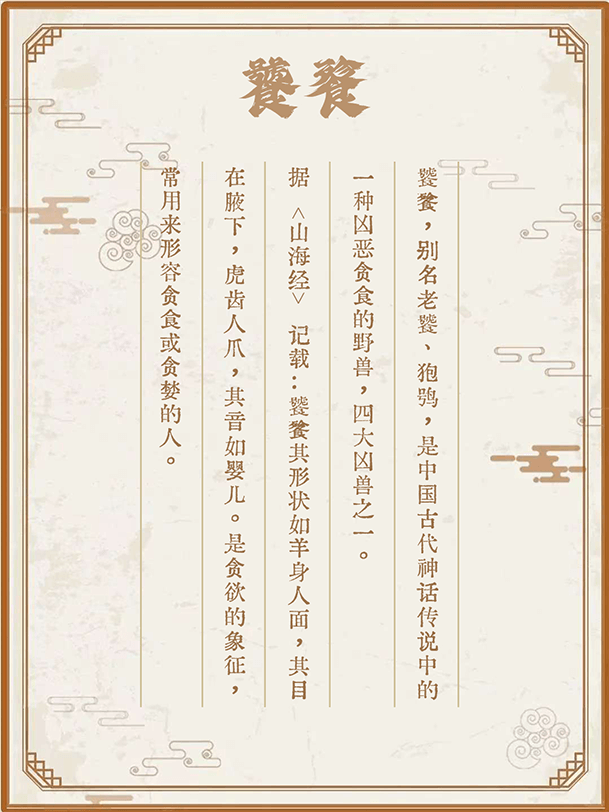 饕餮
饕餮，别名老饕、狍鸮，是中国古代神话传说中的
一种凶恶贪食的野兽，四大凶兽之一。
据 <山海经> 记载：饕餮其形状如羊身人面，其目
在腋下，虎齿人爪，其音如婴儿。是贪欲的象征，
常用来形容贪食或贪婪的人。